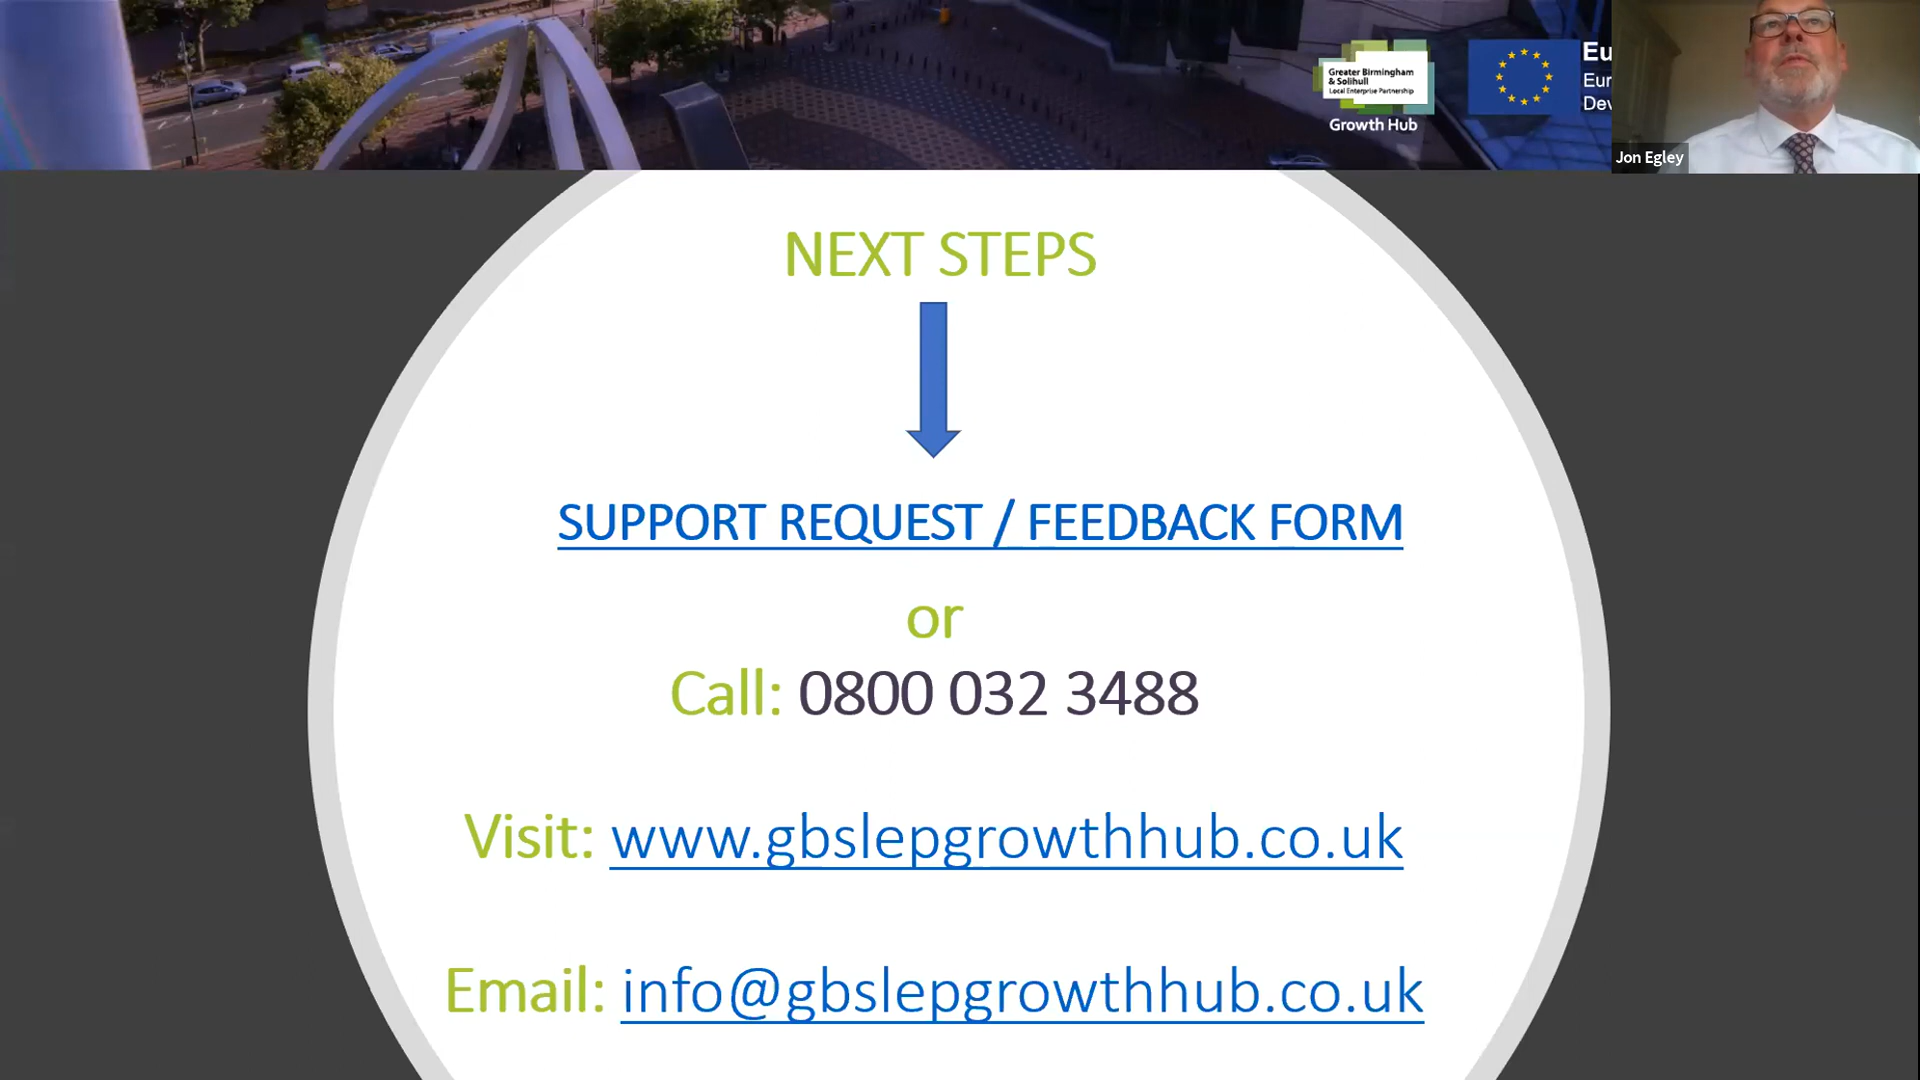 Greater Birmingham
& Solihull
Local Enterprise Partnership
Growth Hub
Eu
Eur
Dev
Jon Egley
NEXT STEPS
SUPPORT REQUEST / FEEDBACK FORM
or
Call: 0800 032 3488
Visit: www.gbslepgrowthhub.co.uk
Email: info@gbslepgrowthhub.co.uk